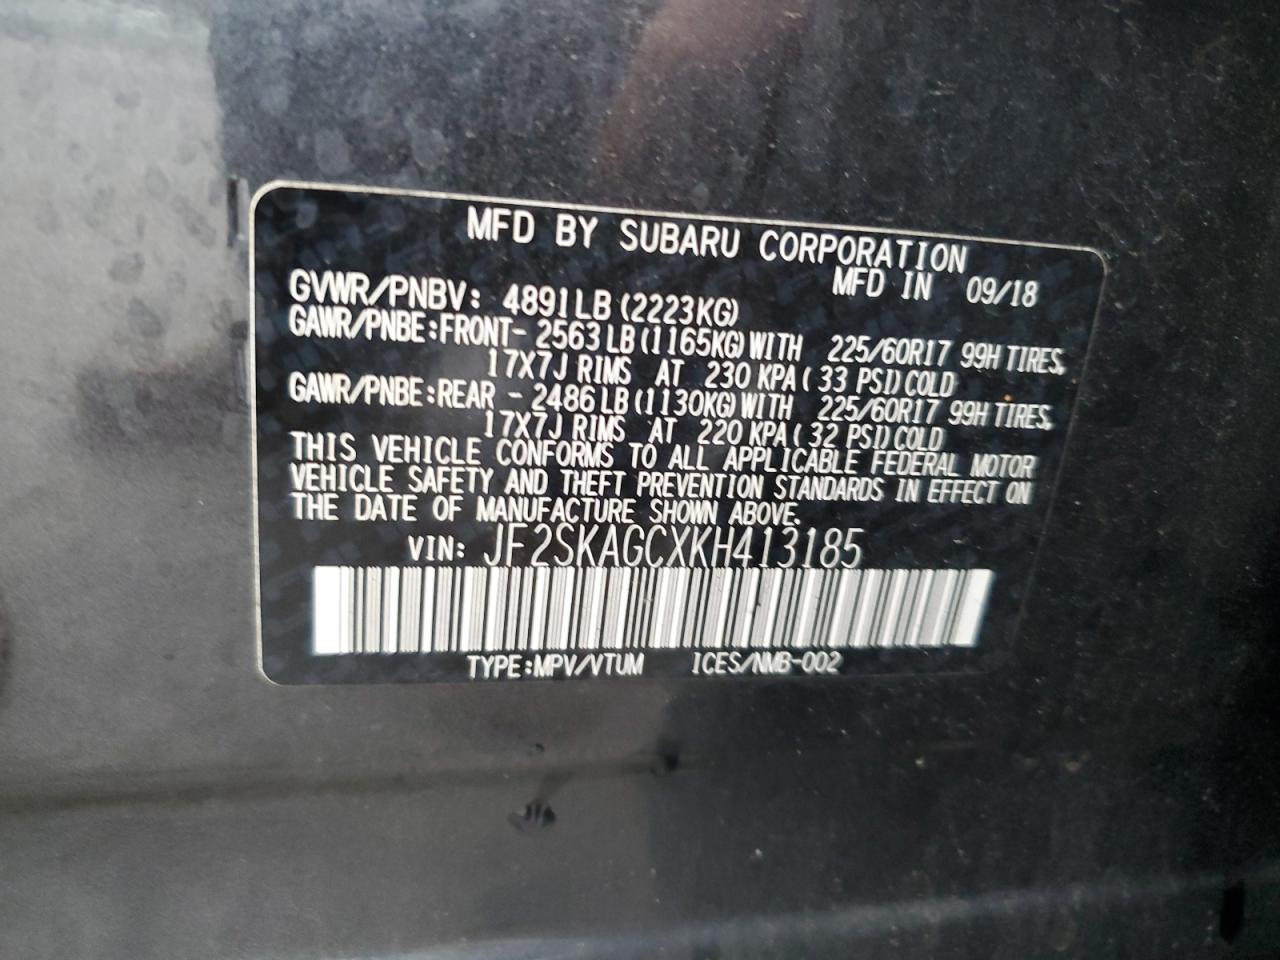 MFD BY SUBARU CORPORATION
MFD IN 09/18
GVWR/PNBV: 4891LB (2223KG)
GAWR/PNBE:FRONT- 2563LB (1165KG) WITH 225/60R17 99H TIRES,
17X7J RIMS AT 230 KPA( 33 PSI) COLD
GAWR/PNBE:REAR - 2486LB (1130KG) WITH 225/60R17 99H TIRES,
17X7J RIMS AT 220 KPA( 32 PSI) COLD
THIS VEHICLE CONFORMS TO ALL APPLICABLE FEDERAL MOTOR
VEHICLE SAFETY AND THEFT PREVENTION STANDARDS IN EFFECT ON
THE DATE OF MANUFACTURE SHOWN ABOVE.
VIN: JF2SKAGCXKH413185
TYPE:MPV/VTUM ICES/NMB-002